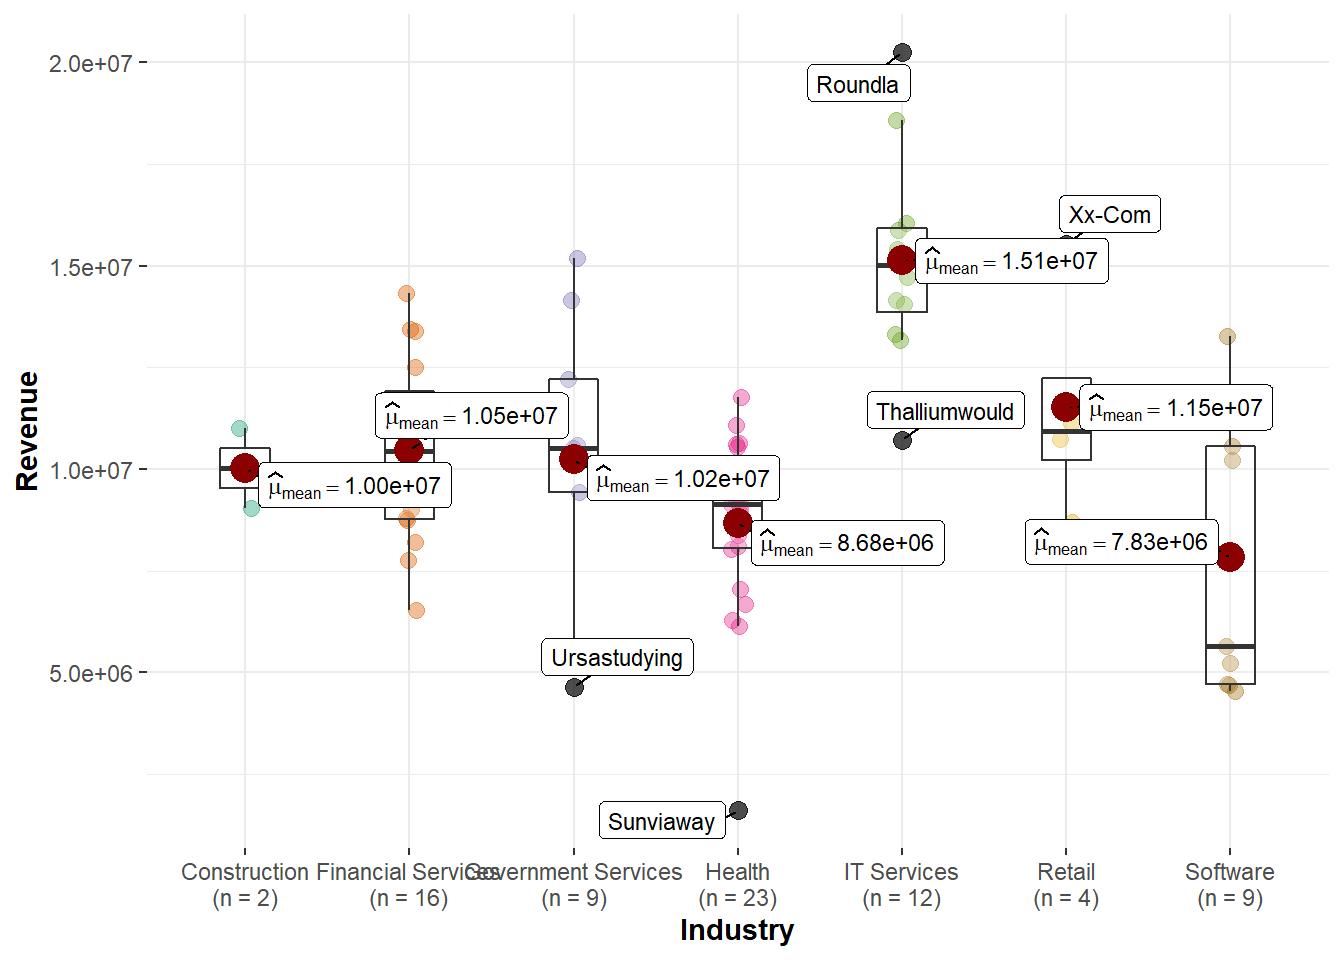 2.0e+07
Roundla
Xx-Com
1.5e+07
μ̂mean = 1.51e+07
Revenue
μ̂mean = 1.05e+07
Thalliumwould
μ̂mean = 1.15e+07
1.0e+07
μ̂mean = 1.00e+07
μ̂mean = 1.02e+07
μ̂mean = 8.68e+06
μ̂mean = 7.83e+06
Ursastudying
5.0e+06
Sunviaway
Construction Financial Services Government Services Health IT Services Retail Software
(n = 2) (n = 16) (n = 9) (n = 23) (n = 12) (n = 4) (n = 9)
Industry